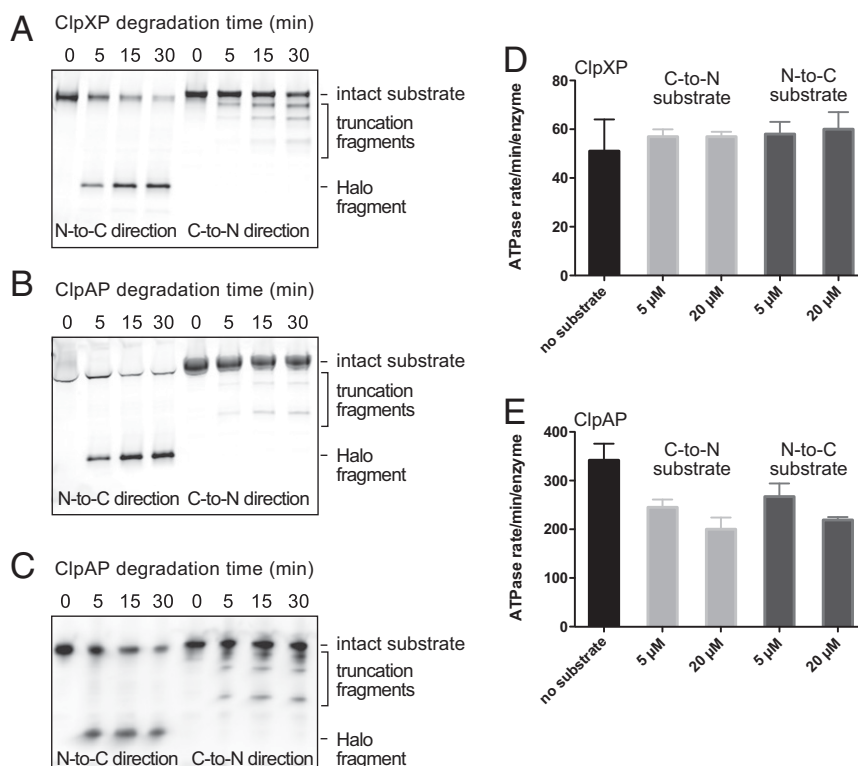 A
ClpXP degradation time (min)
0 5 15 30 0 5 15 30
intact substrate
truncation
fragments
Halo
fragment
N-to-C direction C-to-N direction
B
ClpAP degradation time (min)
0 5 15 30 0 5 15 30
intact substrate
truncation
fragments
Halo
fragment
N-to-C direction C-to-N direction
C
ClpAP degradation time (min)
0 5 15 30 0 5 15 30
intact substrate
truncation
fragments
Halo
fragment
N-to-C direction C-to-N direction
D
ClpXP
C-to-N
substrate
N-to-C
substrate
ATPase rate/min/enzyme
80
60
40
20
0
no substrate
5 µM
20 µM
5 µM
20 µM
E
ClpAP
C-to-N
substrate
N-to-C
substrate
ATPase rate/min/enzyme
400
300
200
100
0
no substrate
5 µM
20 µM
5 µM
20 µM